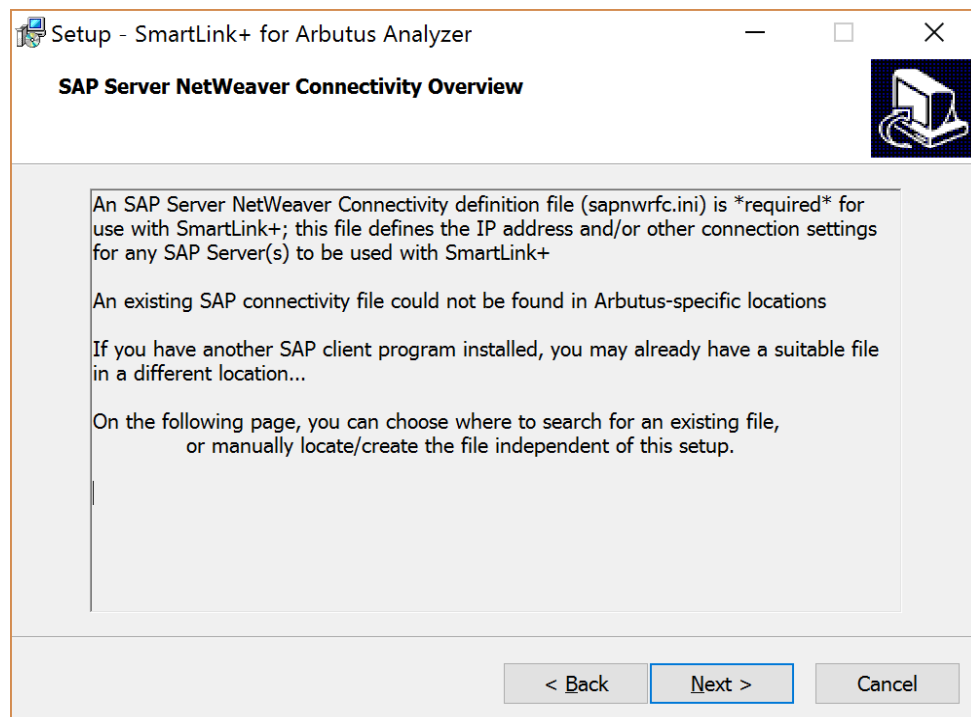 Setup - SmartLink+ for Arbutus Analyzer
SAP Server NetWeaver Connectivity Overview
An SAP Server NetWeaver Connectivity definition file (sapnwrfc.ini) is *required* for
use with SmartLink+; this file defines the IP address and/or other connection settings
for any SAP Server(s) to be used with SmartLink+
An existing SAP connectivity file could not be found in Arbutus-specific locations
If you have another SAP client program installed, you may already have a suitable file
in a different location...
On the following page, you can choose where to search for an existing file,
or manually locate/create the file independent of this setup.
< Back
Next >
Cancel